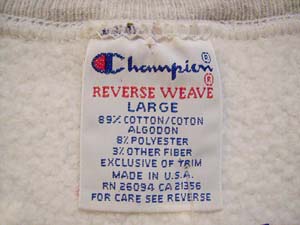 Champion®
REVERSE WEAVE®
LARGE
89% COTTON/COTON
ALGODON
8% POLYESTER
3% OTHER FIBER
EXCLUSIVE OF TRIM
MADE IN U.S.A.
RN 26094 CA 21356
FOR CARE SEE REVERSE